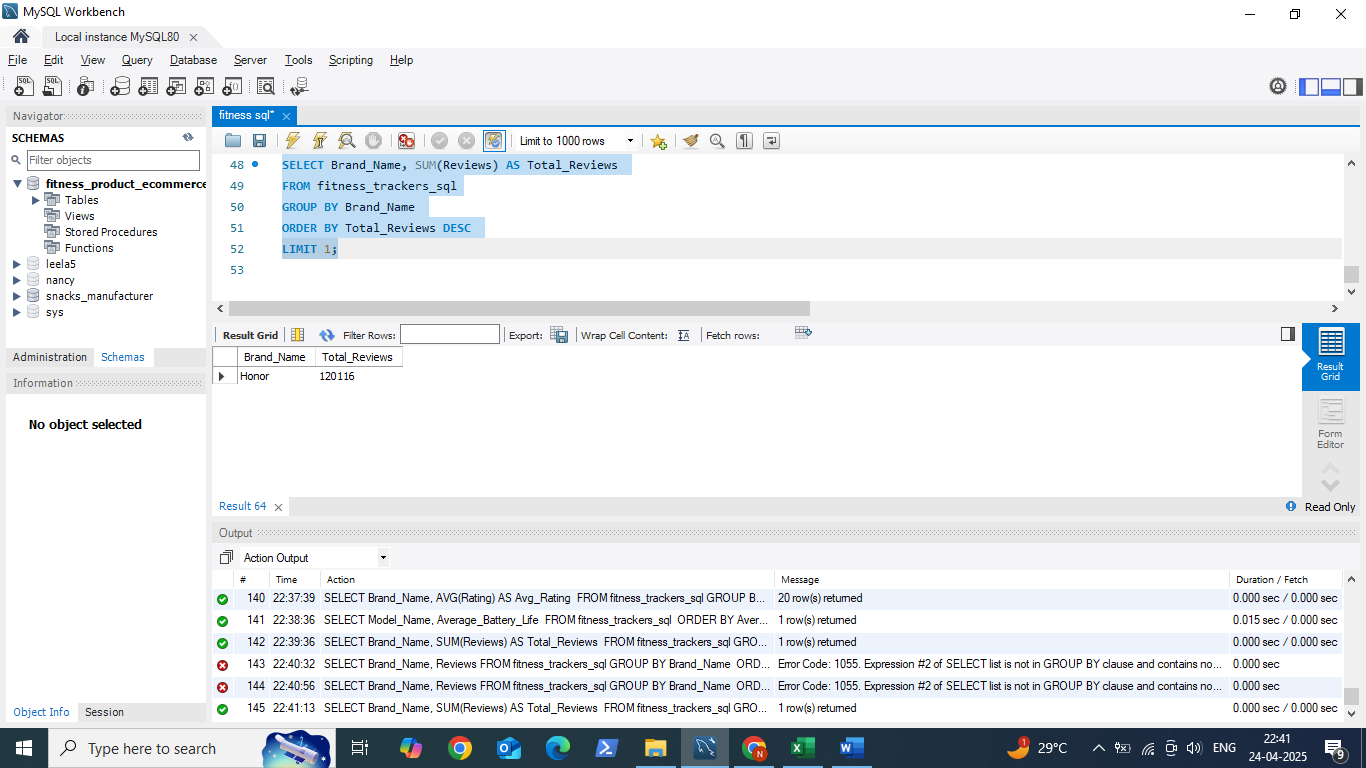 MySQL Workbench
Local instance MySQL80
File Edit View Query Database Server Tools Scripting Help
Navigator
SCHEMAS
Filter objects
fitness_product_ecommerce
Tables
Views
Stored Procedures
Functions
leela5
nancy
snacks_manufacturer
sys
Administration Schemas
Information
No object selected
Object Info Session
fitness sql*
Limit to 1000 rows
48 SELECT Brand_Name, SUM(Reviews) AS Total_Reviews
49 FROM fitness_trackers_sql
50 GROUP BY Brand_Name
51 ORDER BY Total_Reviews DESC
52 LIMIT 1;
53
Result Grid Filter Rows: Export: Wrap Cell Content: Fetch rows:
Brand_Name Total_Reviews
Honor 120116
Result Grid
Form Editor
Result 64
Read Only
Output
Action Output
# Time Action Message Duration / Fetch
140 22:37:39 SELECT Brand_Name, AVG(Rating) AS Avg_Rating FROM fitness_trackers_sql GROUP B... 20 row(s) returned 0.000 sec / 0.000 sec
141 22:38:36 SELECT Model_Name, Average_Battery_Life FROM fitness_trackers_sql ORDER BY Aver... 1 row(s) returned 0.015 sec / 0.000 sec
142 22:39:36 SELECT Brand_Name, SUM(Reviews) AS Total_Reviews FROM fitness_trackers_sql GRO... 1 row(s) returned 0.000 sec / 0.000 sec
143 22:40:32 SELECT Brand_Name, Reviews FROM fitness_trackers_sql GROUP BY Brand_Name ORD... Error Code: 1055. Expression #2 of SELECT list is not in GROUP BY clause and contains no... 0.000 sec
144 22:40:56 SELECT Brand_Name, Reviews FROM fitness_trackers_sql GROUP BY Brand_Name ORD... Error Code: 1055. Expression #2 of SELECT list is not in GROUP BY clause and contains no... 0.000 sec
145 22:41:13 SELECT Brand_Name, SUM(Reviews) AS Total_Reviews FROM fitness_trackers_sql GRO... 1 row(s) returned 0.000 sec / 0.000 sec
Type here to search
1
29°C
ENG
22:41
24-04-2025
9